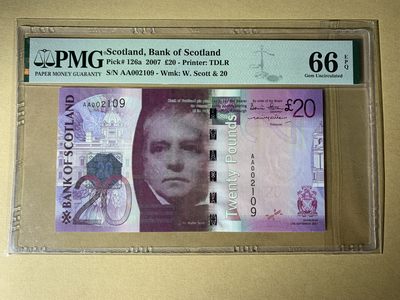 PMG
PAPER MONEY GUARANTY
Scotland, Bank of Scotland
Pick# 126a 2007 £20 - Printer: TDLR
S/N AA002109 - Wmk: W. Scott & 20
66 EPQ
Gem Uncirculated
AA002109
BANK OF SCOTLAND
20
Twenty Pounds
£20
AA002109